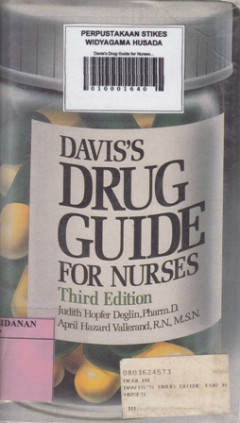 PERPUSTAKAAN STIKES
WIDYAGAMA HUSADA
Davis's Drug Guide for Nurses...
010001640
DAVIS'S
DRUG
GUIDE
FOR NURSES
Third Edition
Judith Hopfer Deglin, Pharm.D.
April Hazard Vallerand, R.N., M.S.N.
IDANAN
0803624573